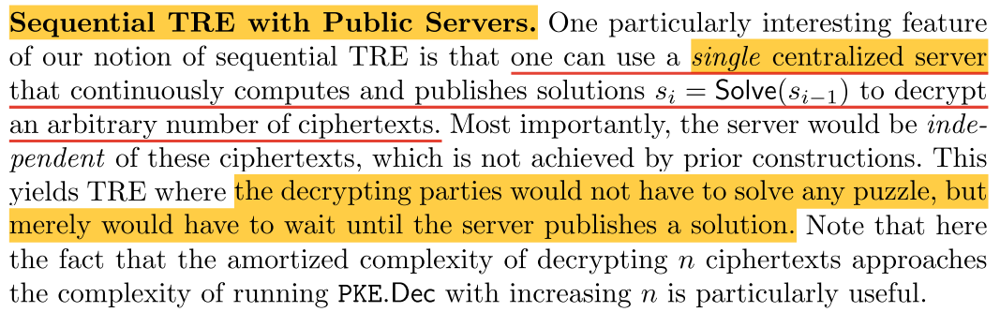 Sequential TRE with Public Servers. One particularly interesting feature
of our notion of sequential TRE is that one can use a single centralized server
that continuously computes and publishes solutions sᵢ = Solve(sᵢ₋₁) to decrypt
an arbitrary number of ciphertexts. Most importantly, the server would be inde-
pendent of these ciphertexts, which is not achieved by prior constructions. This
yields TRE where the decrypting parties would not have to solve any puzzle, but
merely would have to wait until the server publishes a solution. Note that here
the fact that the amortized complexity of decrypting n ciphertexts approaches
the complexity of running PKE.Dec with increasing n is particularly useful.